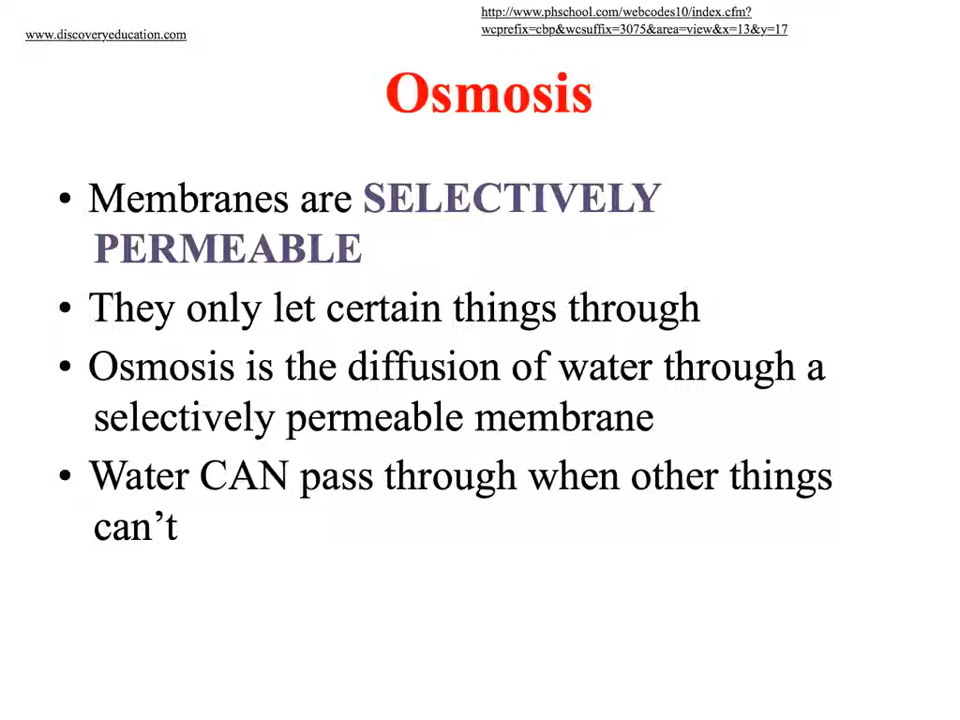 http://www.phschool.com/webcodes10/index.cfm?
wcprefix=cbp&wcsuffix=3075&area=view&x=13&y=17
www.discoveryeducation.com
Osmosis
• Membranes are SELECTIVELY
PERMEABLE
• They only let certain things through
• Osmosis is the diffusion of water through a
selectively permeable membrane
• Water CAN pass through when other things
can’t